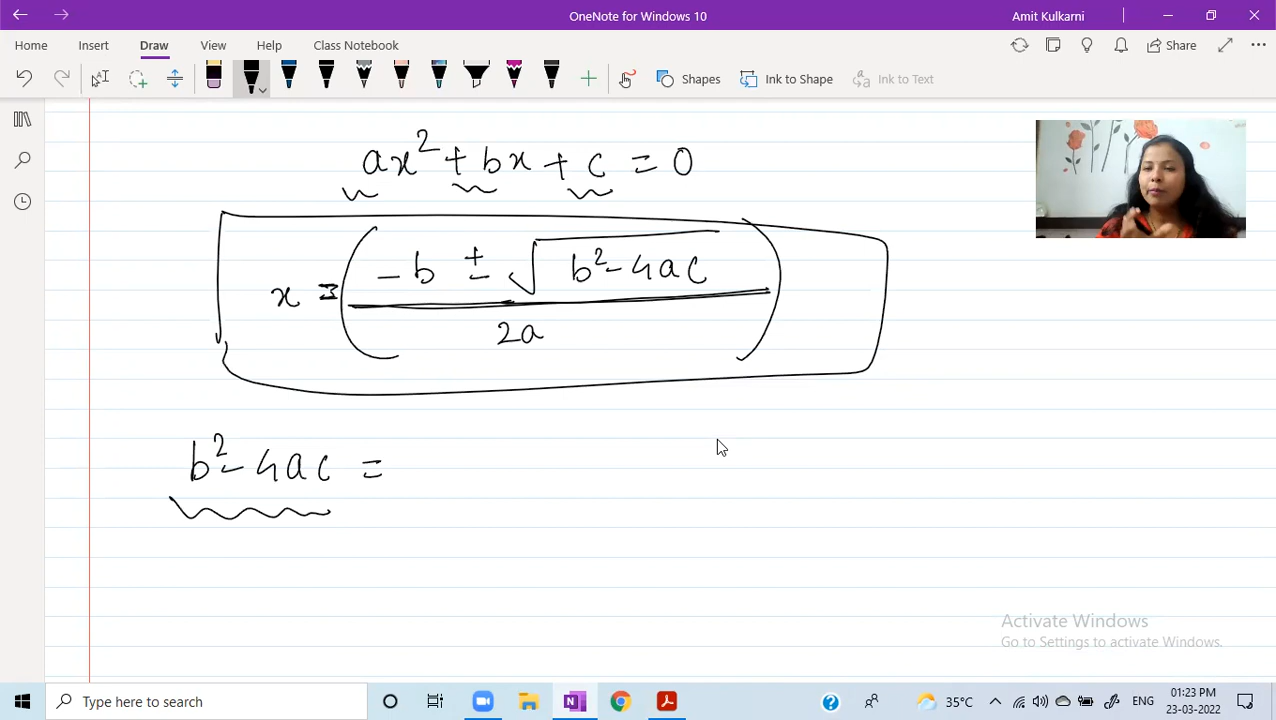 OneNote for Windows 10
Amit Kulkarni
Home Insert Draw View Help Class Notebook
Share
Shapes Ink to Shape Ink to Text
ax² + bx + c = 0
x = (-b ± √b²-4ac / 2a)
b²-4ac =
Activate Windows
Go to Settings to activate Windows.
Type here to search
35°C
ENG
01:23 PM
23-03-2022